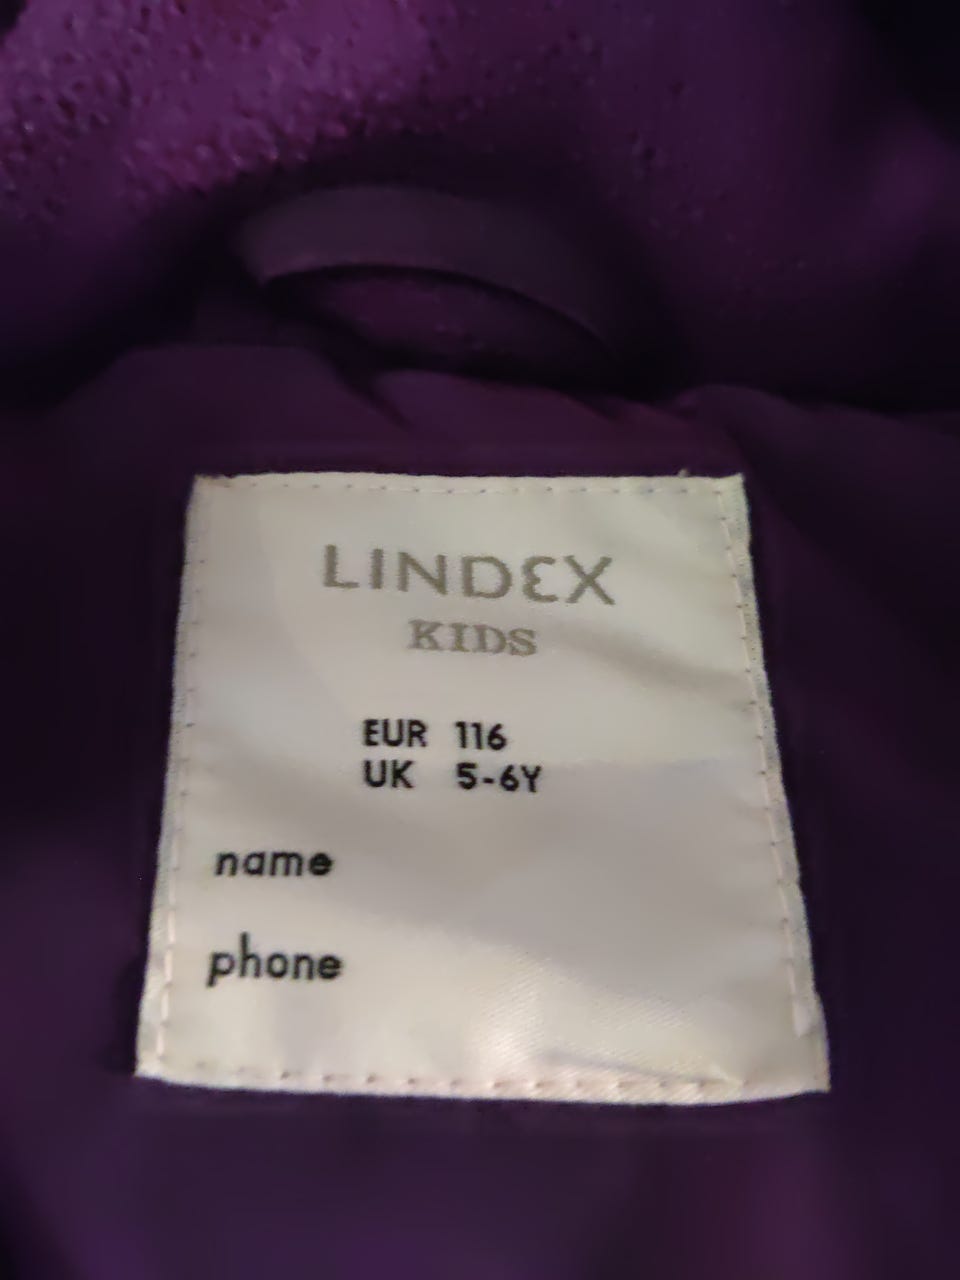 LINDEX
KIDS
EUR 116
UK 5-6Y
name
phone